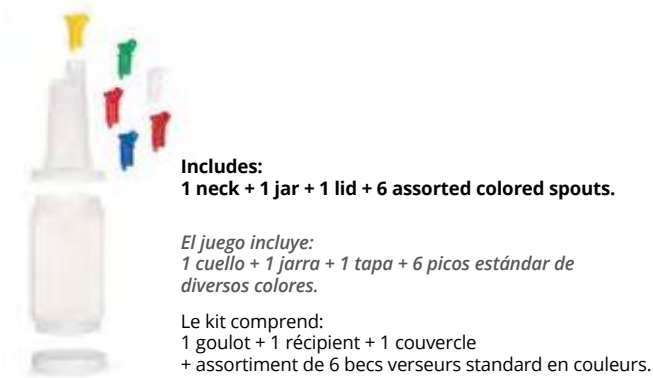 Includes:
1 neck + 1 jar + 1 lid + 6 assorted colored spouts.
El juego incluye:
1 cuello + 1 jarra + 1 tapa + 6 picos estándar de
diversos colores.
Le kit comprend:
1 goulot + 1 récipient + 1 couvercle
+ assortiment de 6 becs verseurs standard en couleurs.